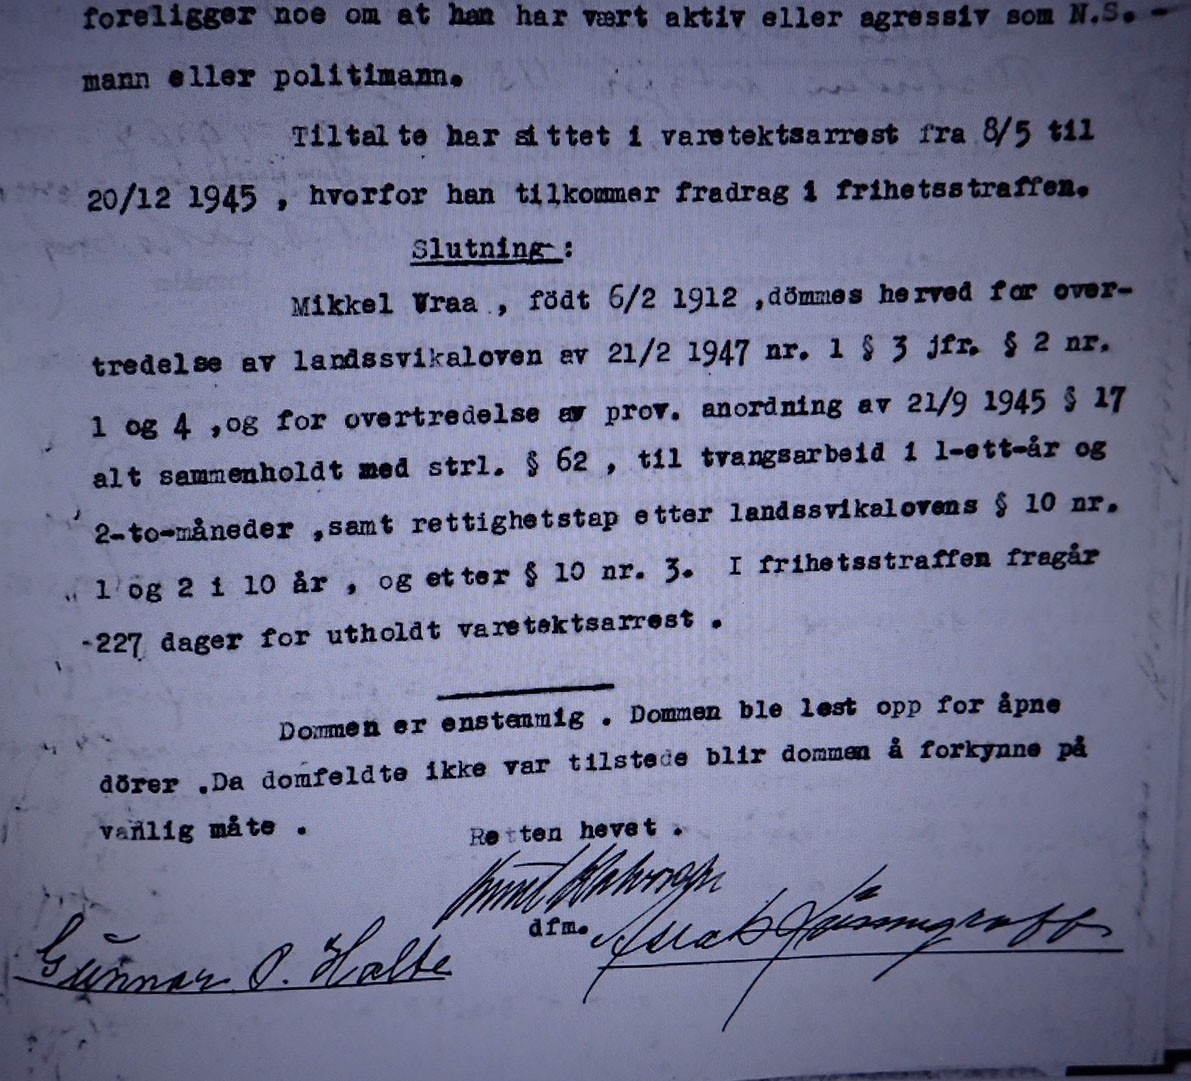 foreligger noe om at han har vært aktiv eller agressiv som N.S. -
mann eller politimann.
Tiltalte har sittet i varetektsarrest fra 8/5 til
20/12 1945 , hvorfor han tilkommer fradrag i frihetsstraffen.
Slutning :
Mikkel Vraa , födt 6/2 1912 ,dömmes herved for over-
tredelse av landssvikaloven av 21/2 1947 nr. 1 § 3 jfr. § 2 nr.
1 og 4 ,og for overtredelse av prov. anordning av 21/9 1945 § 17
alt sammenholdt med strl. § 62 , til tvangsarbeid i 1-ett-år og
2-to-måneder ,samt rettighetstap etter landssvikalovens § 10 nr.
1 og 2 i 10 år , og etter § 10 nr. 3. I frihetsstraffen fragår
-227 dager for utholdt varetektsarrest .
Dommen er enstemmig . Dommen ble lest opp for åpne
dörer .Da domfeldte ikke var tilstede blir dommen å forkynne på
vanlig måte .
Retten hevet .
Knut
dfm.
Gunnar O. Holte